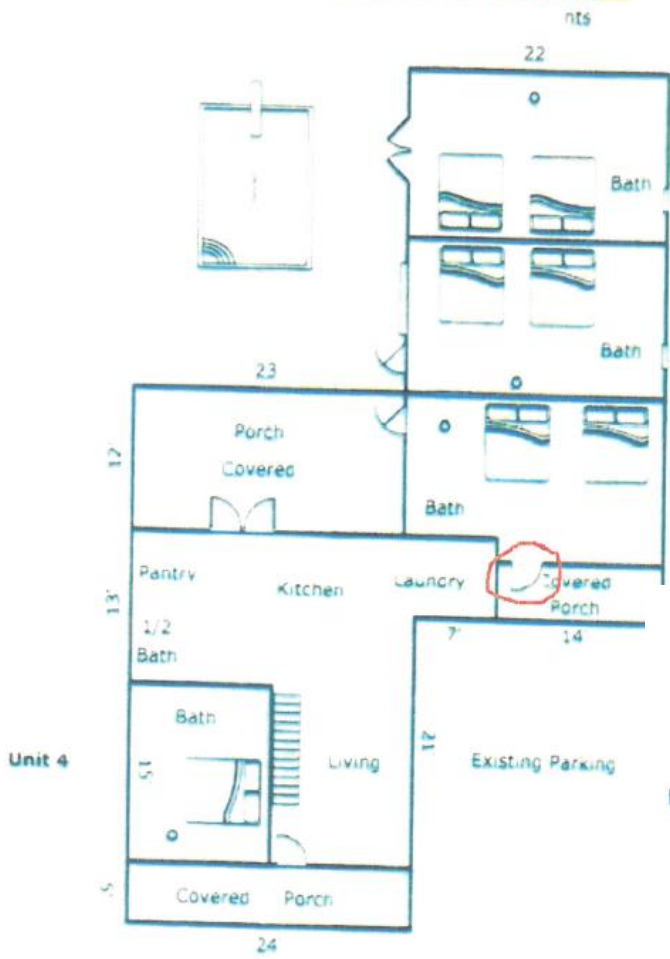 nts
22
Bath
Bath
23
12'
Porch
Covered
Bath
13'
Pantry
Kitchen
Laundry
Covered
Porch
1/2
Bath
7'
14
Bath
Unit 4
15'
Living
21
Existing Parking
5'
Covered Porch
24